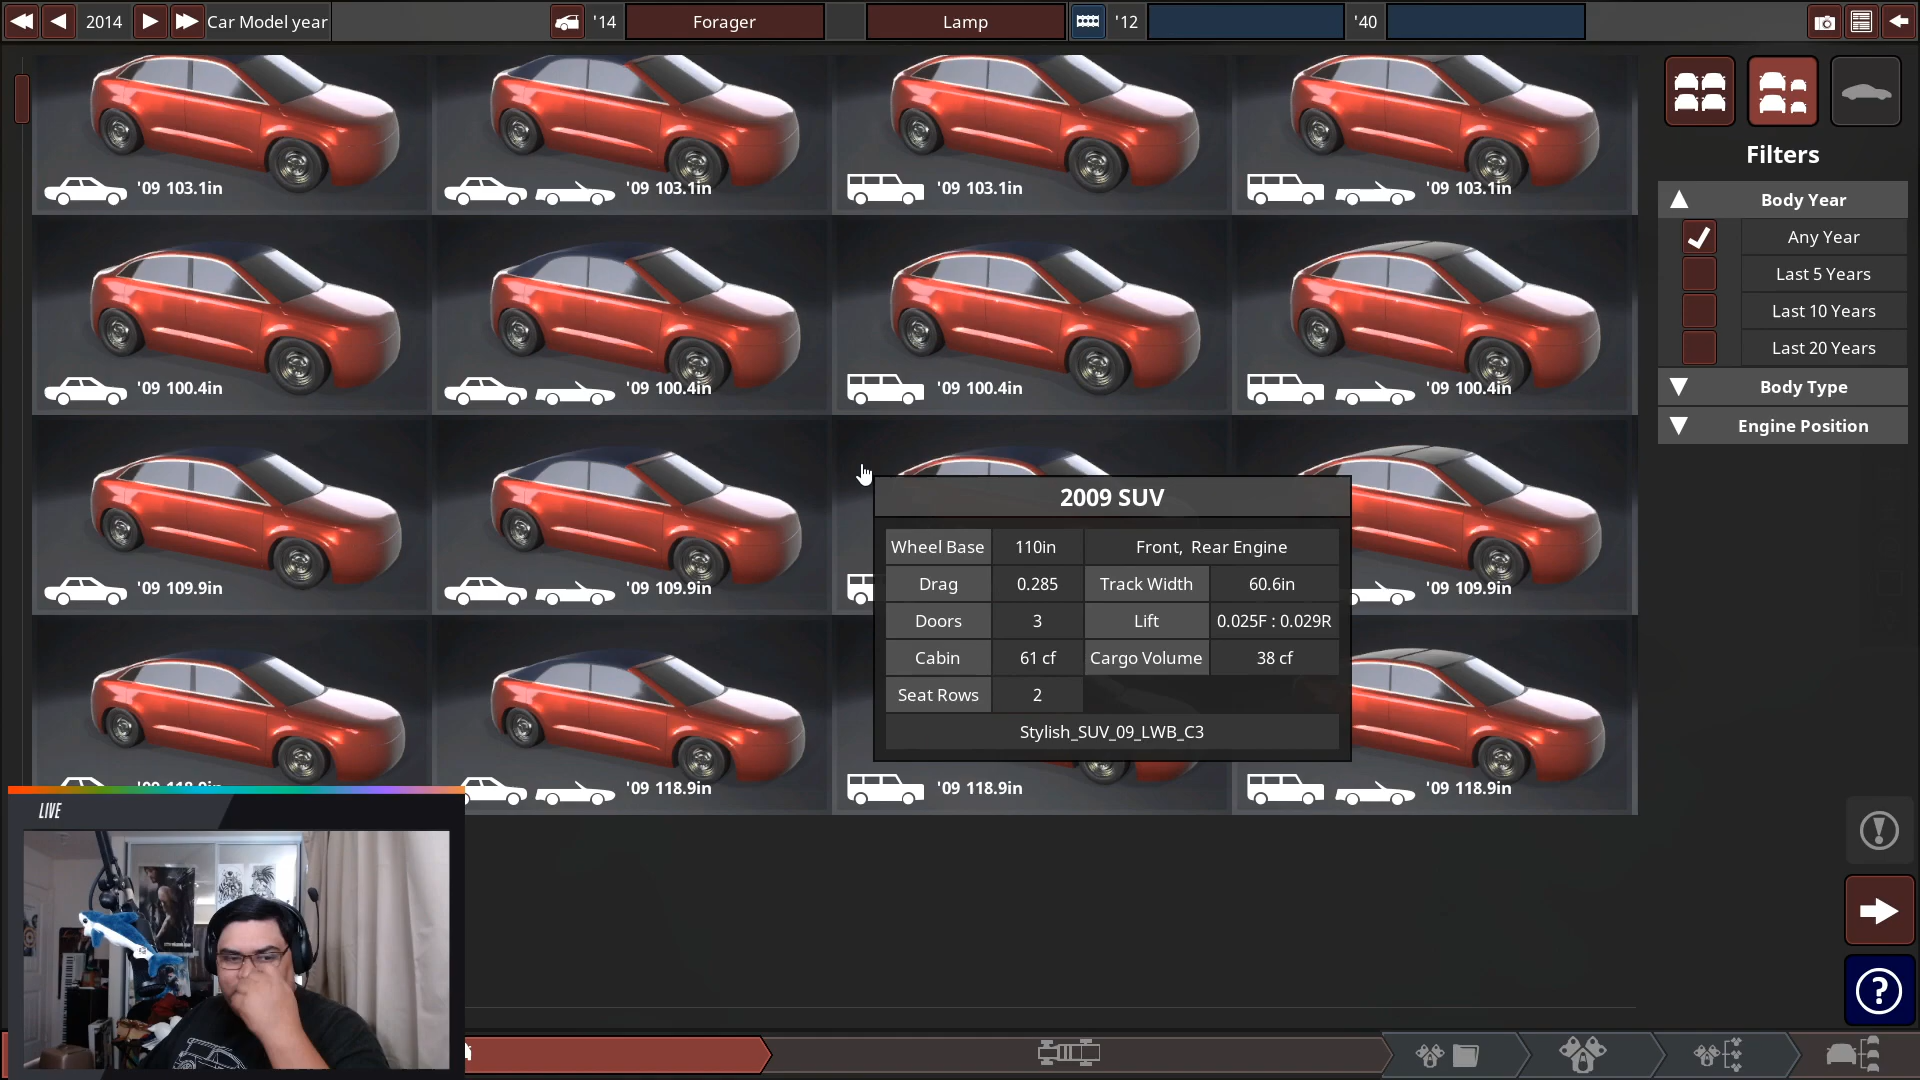 2014 Car Model year '14 Forager Lamp '12 '40
'09 103.1in '09 103.1in '09 103.1in '09 103.1in
'09 100.4in '09 100.4in '09 100.4in '09 100.4in
'09 109.9in '09 109.9in '09 109.9in
'09 118.9in '09 118.9in '09 118.9in '09 118.9in
2009 SUV
Wheel Base 110in Front, Rear Engine
Drag 0.285 Track Width 60.6in
Doors 3 Lift 0.025F : 0.029R
Cabin 61 cf Cargo Volume 38 cf
Seat Rows 2
Stylish_SUV_09_LWB_C3
Filters
Body Year
Any Year
Last 5 Years
Last 10 Years
Last 20 Years
Body Type
Engine Position
LIVE
?